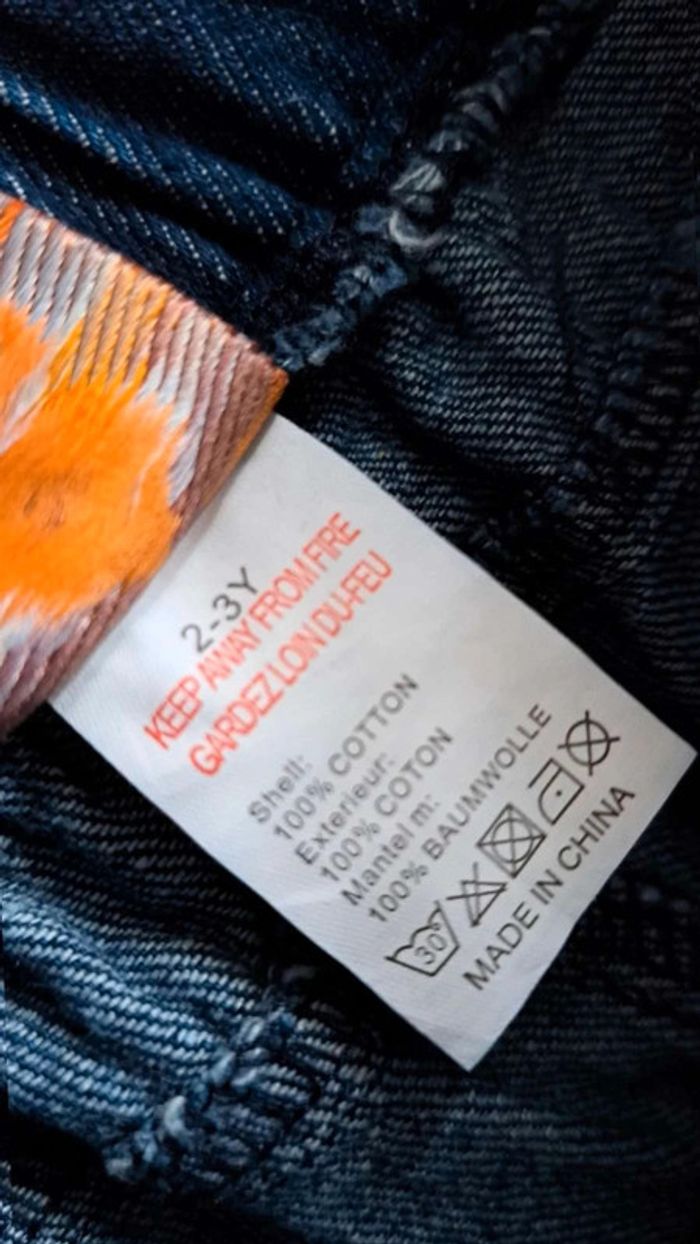 2-3Y
KEEP AWAY FROM FIRE
GARDEZ LOIN DU-FEU
Shell:
100% COTTON
Exterieur:
100% COTON
Mantel m:
100% BAUMWOLLE
30
MADE IN CHINA